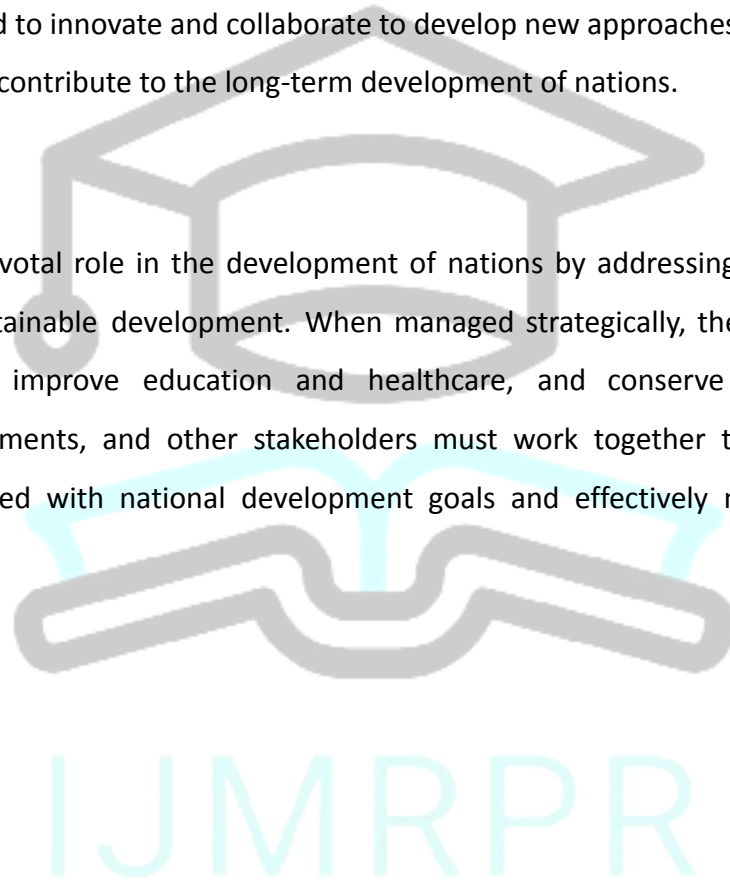 d to innovate and collaborate to develop new approaches
contribute to the long-term development of nations.
votal role in the development of nations by addressing
tainable development. When managed strategically, the
improve education and healthcare, and conserve
ments, and other stakeholders must work together t
ed with national development goals and effectively
IJMRPR